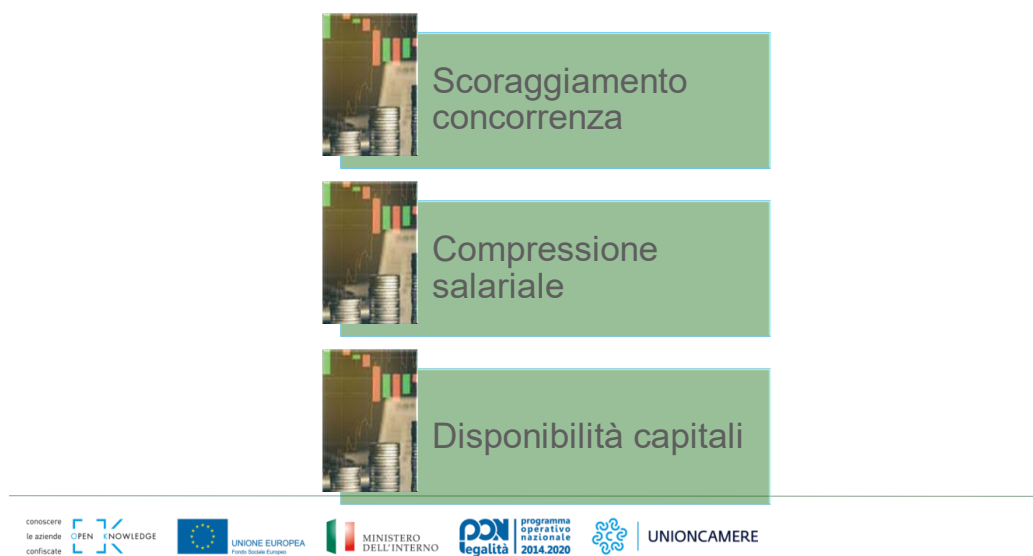 Scoraggiamento
concorrenza
Compressione
salariale
Disponibilità capitali
conoscere
le aziende OPEN KNOWLEDGE
confiscate
UNIONE EUROPEA
Fondo Sociale Europeo
MINISTERO
DELL'INTERNO
PON
legalità
programma
operativo
nazionale
2014.2020
UNIONCAMERE